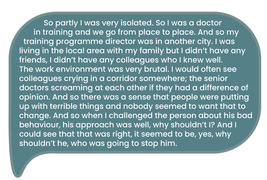 So partly I was very isolated. So I was a doctor
in training and we go from place to place. And so my
training programme director was in another city. I was
living in the local area with my family but I didn't have any
friends, I didn't have any colleagues who I knew well.
The work environment was very brutal. I would often see
colleagues crying in a corridor somewhere; the senior
doctors screaming at each other if they had a difference of
opinion. And so there was a sense that people were putting
up with terrible things and nobody seemed to want that to
change. And so when I challenged the person about his bad
behaviour, his approach was well, why shouldn't I? And I
could see that that was right, it seemed to be, yes, why
shouldn't he, who was going to stop him.